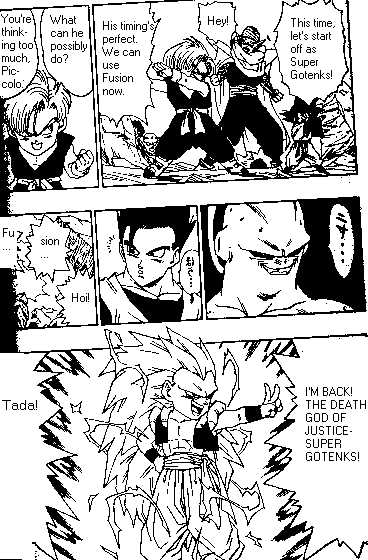 You're
think-
ing too
much,
Pic-
colo.
What
can he
possibly
do?
His timing's
perfect.
We can
use
Fusion
now.
Hey!
This time,
let's start
off as
Super
Gotenks!
Fu
...
sion
...
Hoi!
Tada!
I'M BACK!
THE DEATH
GOD OF
JUSTICE-
SUPER
GOTENKS!